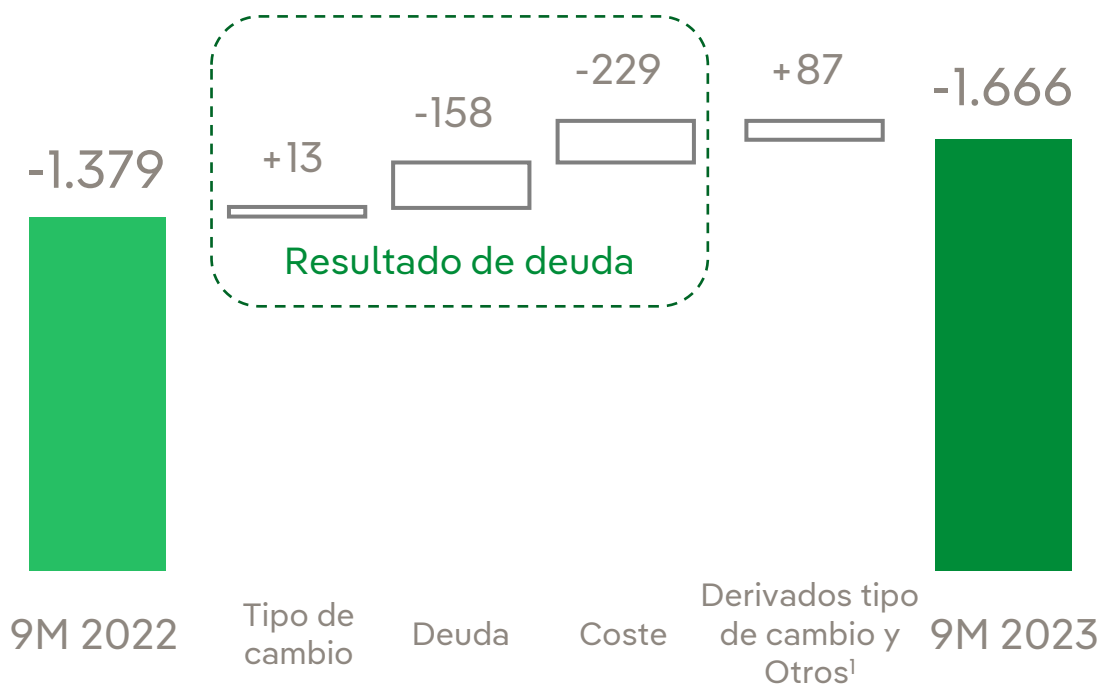 -1.379
+13
-158
-229
+87
-1.666
Resultado de deuda
9M 2022
Tipo de
cambio
Deuda
Coste
Derivados tipo
de cambio y
Otros¹
9M 2023